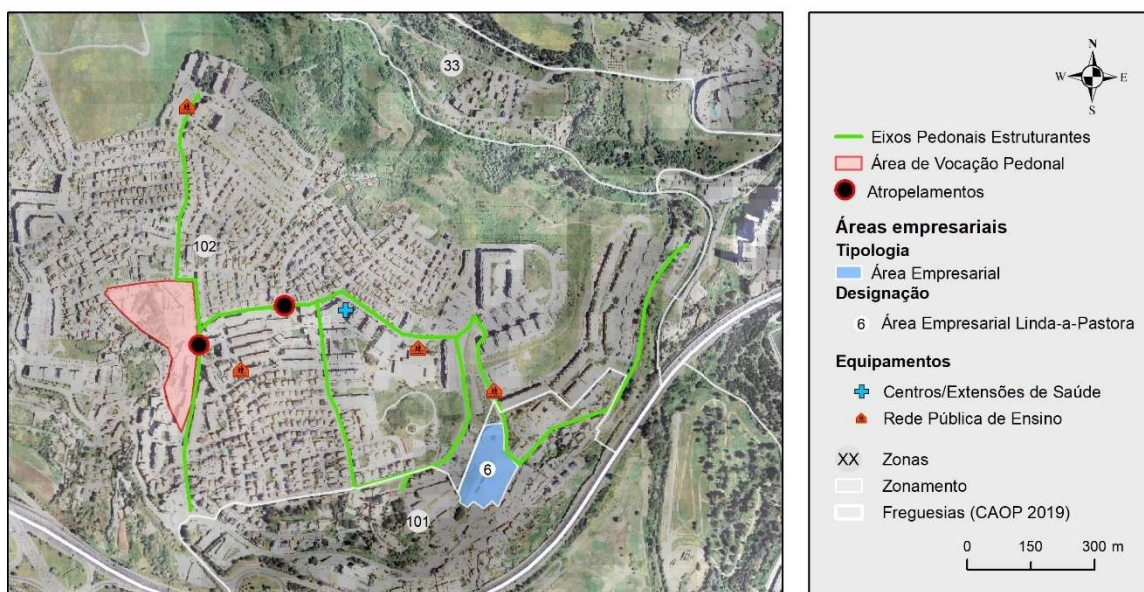 33
102
6
101
N
W E
S
Eixos Pedonais Estruturantes
Área de Vocação Pedonal
Atropelamentos
Áreas empresariais
Tipologia
Área Empresarial
Designação
6 Área Empresarial Linda-a-Pastora
Equipamentos
Centros/Extensões de Saúde
Rede Pública de Ensino
XX Zonas
Zonamento
Freguesias (CAOP 2019)
0 150 300 m